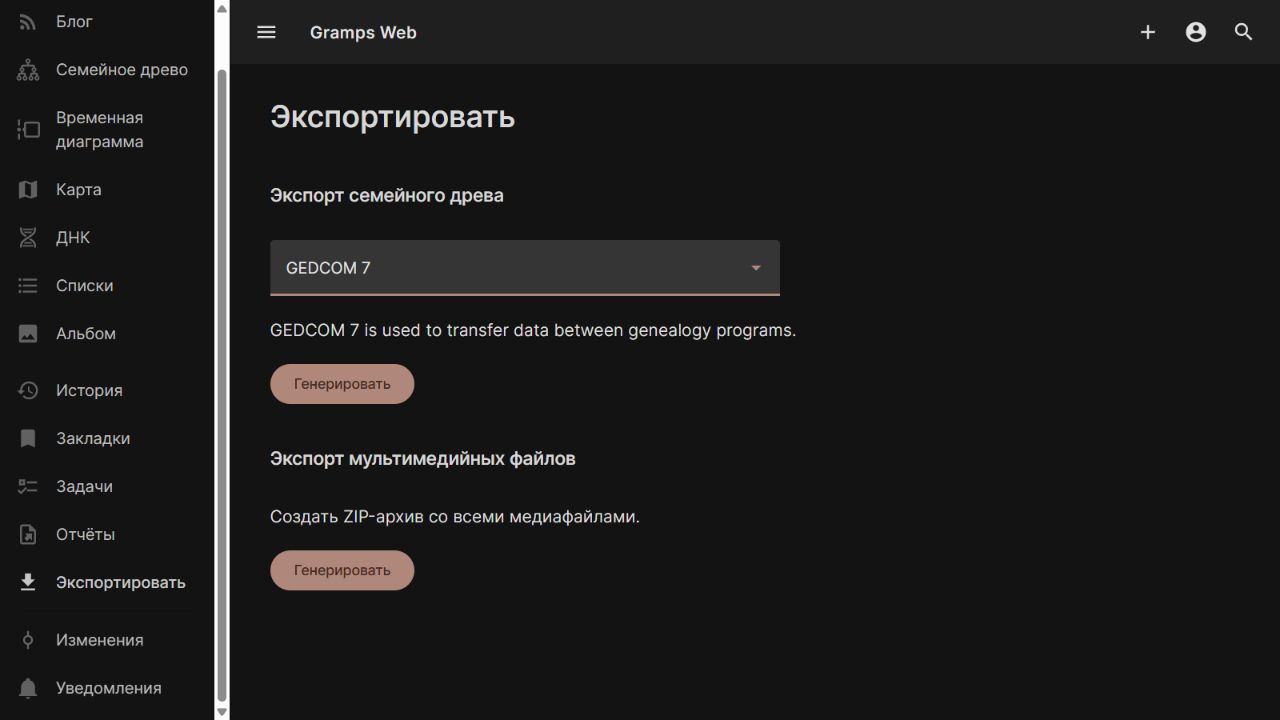 Блог
Семейное древо
Временная
диаграмма
Карта
ДНК
Списки
Альбом
История
Закладки
Задачи
Отчёты
Экспортировать
Изменения
Уведомления
Gramps Web
Экспортировать
Экспорт семейного древа
GEDCOM 7
GEDCOM 7 is used to transfer data between genealogy programs.
Генерировать
Экспорт мультимедийных файлов
Создать ZIP-архив со всеми медиафайлами.
Генерировать